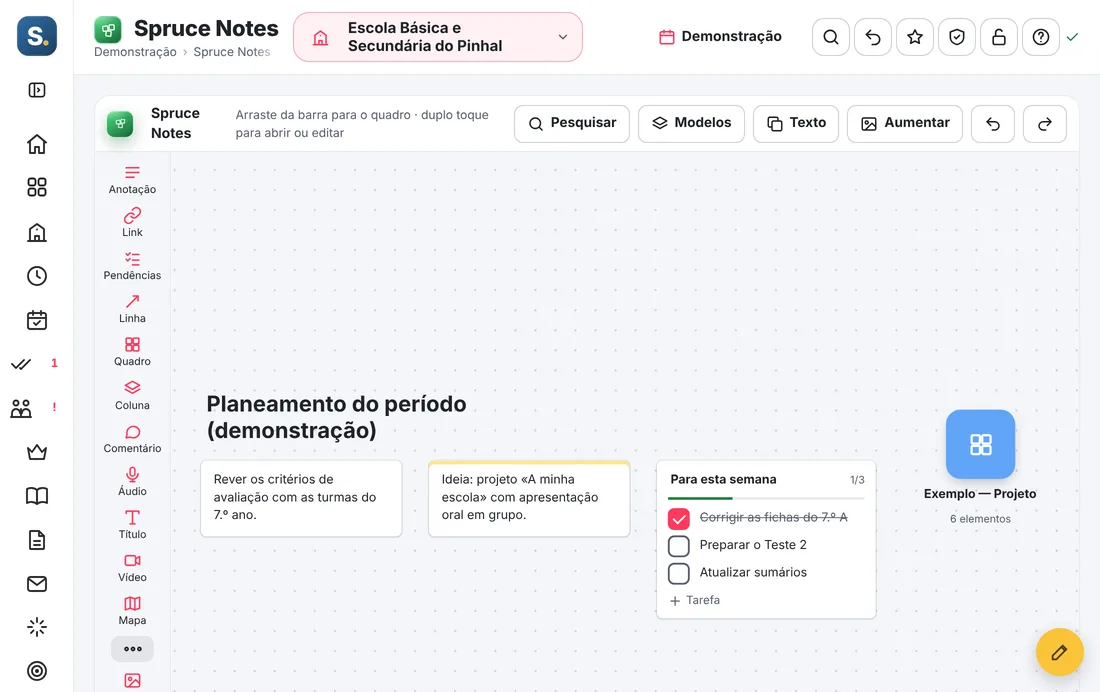 S.
Spruce Notes
Demonstração › Spruce Notes
Escola Básica e
Secundária do Pinhal
Demonstração
Spruce
Notes
Arraste da barra para o quadro · duplo toque
para abrir ou editar
Pesquisar
Modelos
Texto
Aumentar
Anotação
Link
Pendências
Linha
Quadro
Coluna
Comentário
Áudio
Título
Vídeo
Mapa
1
!
Planeamento do período
(demonstração)
Rever os critérios de
avaliação com as turmas do
7.º ano.
Ideia: projeto «A minha
escola» com apresentação
oral em grupo.
Para esta semana 1/3
Corrigir as fichas do 7.º A
Preparar o Teste 2
Atualizar sumários
+ Tarefa
Exemplo — Projeto
6 elementos